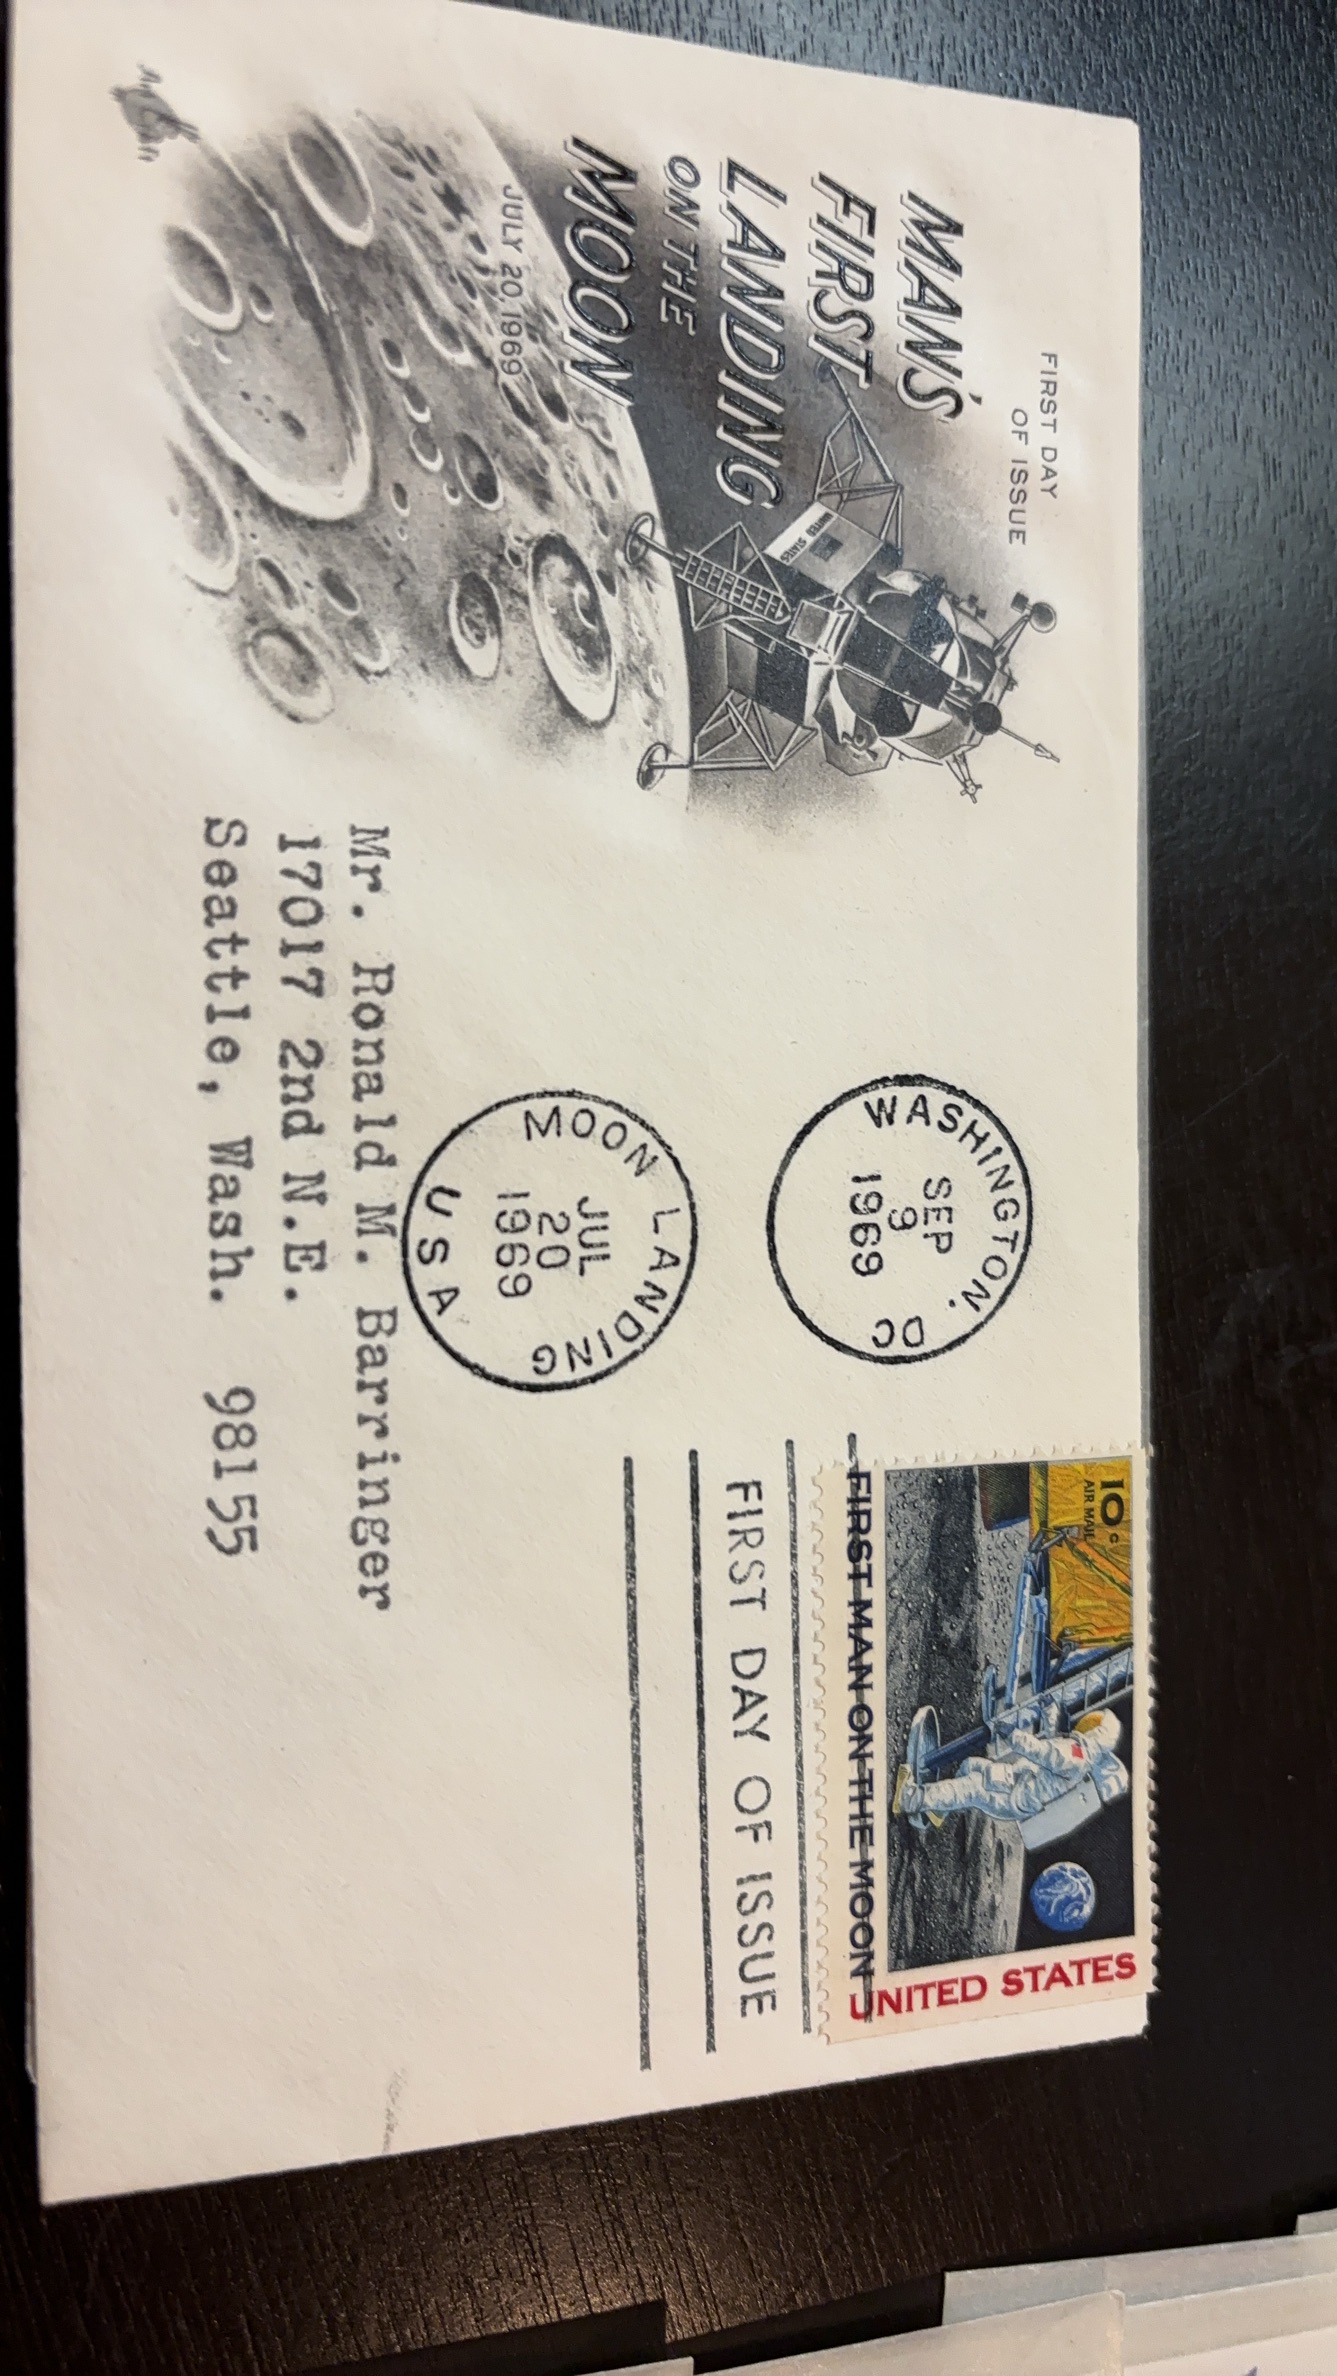 FIRST DAY
OF ISSUE
MAN'S
FIRST
LANDING
ON THE
MOON
JULY 20, 1969
UNITED STATES
WASHINGTON, DC
SEP
9
1969
MOON LANDING
JUL
20
1969
USA
10c
AIR MAIL
UNITED STATES
FIRST MAN ON THE MOON
FIRST DAY OF ISSUE
Mr. Ronald M. Barringer
17017 2nd N.E.
Seattle, Wash. 98155